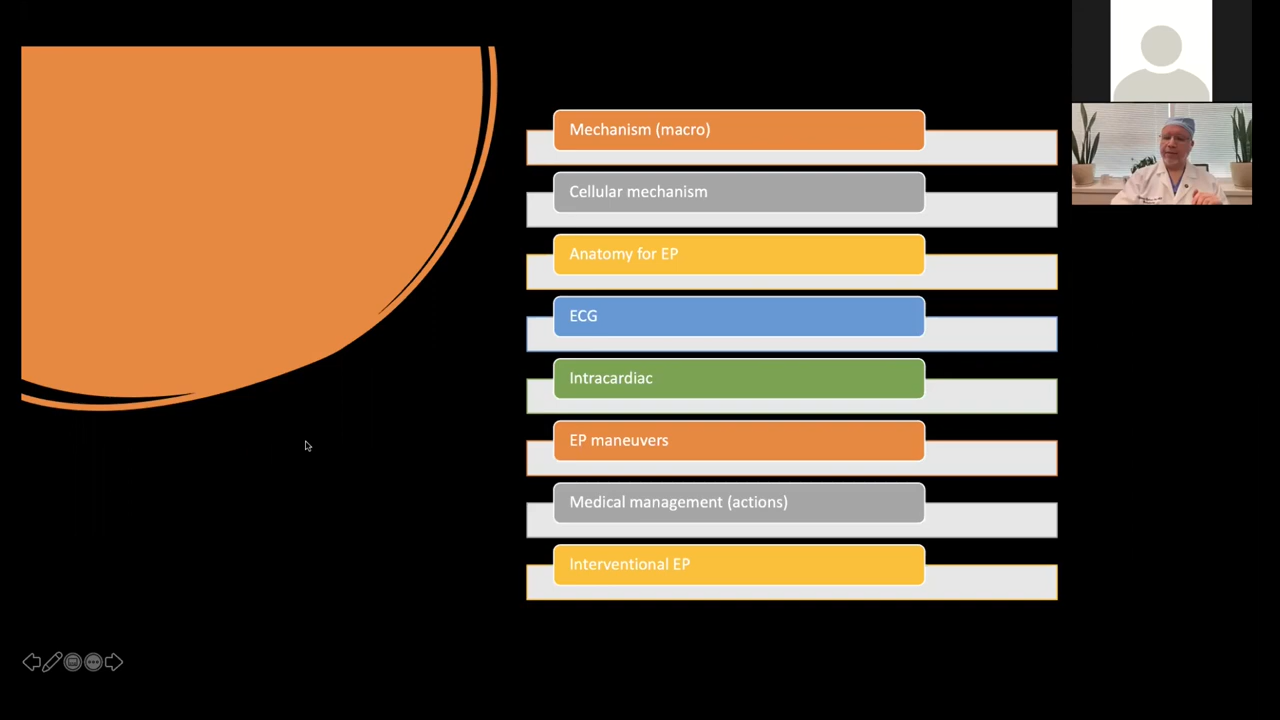 Mechanism (macro)
Cellular mechanism
Anatomy for EP
ECG
Intracardiac
EP maneuvers
Medical management (actions)
Interventional EP